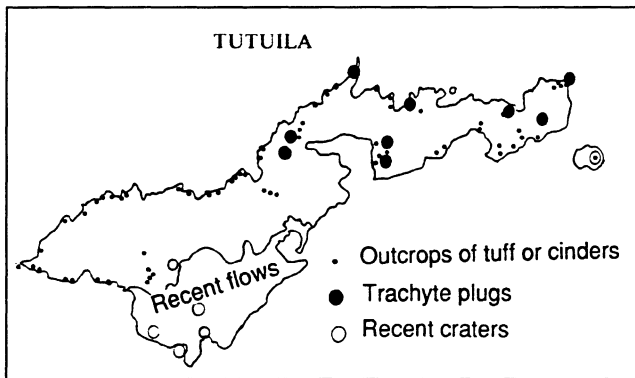 TUTUILA
Recent flows
Outcrops of tuff or cinders
Trachyte plugs
Recent craters